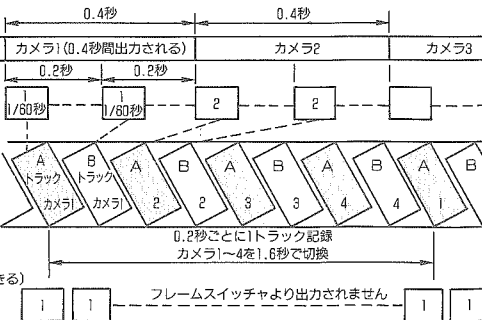 0.4秒 0.4秒
カメラ1(0.4秒間出力される) カメラ2 カメラ3
0.2秒 0.2秒
1 1 2 2
1/60秒 1/60秒
A B A B A B A B A B
トラック トラック
カメラ1 カメラ1 2 2 3 3 4 4 1
0.2秒ごとに1トラック記録
カメラ1〜4を1.6秒で切換
きる)
フレームスイッチャより出力されません
1 1 1 1